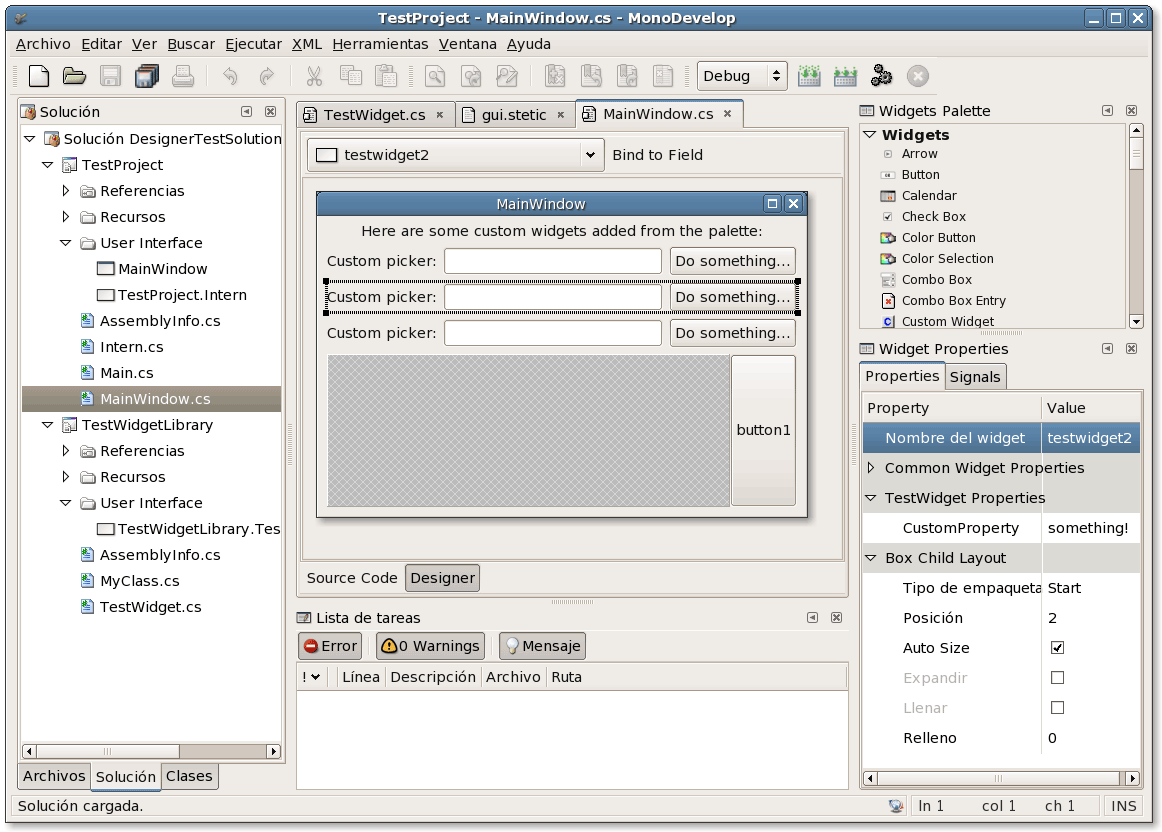 TestProject - MainWindow.cs - MonoDevelop
Archivo Editar Ver Buscar Ejecutar XML Herramientas Ventana Ayuda
Debug
Solución
Solución DesignerTestSolution
TestProject
Referencias
Recursos
User Interface
MainWindow
TestProject.Intern
AssemblyInfo.cs
Intern.cs
Main.cs
MainWindow.cs
TestWidgetLibrary
Referencias
Recursos
User Interface
TestWidgetLibrary.Tes
AssemblyInfo.cs
MyClass.cs
TestWidget.cs
Archivos Solución Clases
TestWidget.cs gui.stetic MainWindow.cs
testwidget2 Bind to Field
MainWindow
Here are some custom widgets added from the palette:
Custom picker: Do something...
Custom picker: Do something...
Custom picker: Do something...
button1
Source Code Designer
Lista de tareas
Error 0 Warnings Mensaje
! Línea Descripción Archivo Ruta
Widgets Palette
Widgets
Arrow
Button
Calendar
Check Box
Color Button
Color Selection
Combo Box
Combo Box Entry
Custom Widget
Widget Properties
Properties Signals
Property Value
Nombre del widget testwidget2
Common Widget Properties
TestWidget Properties
CustomProperty something!
Box Child Layout
Tipo de empaqueta Start
Posición 2
Auto Size
Expandir
Llenar
Relleno 0
Solución cargada. ln 1 col 1 ch 1 INS